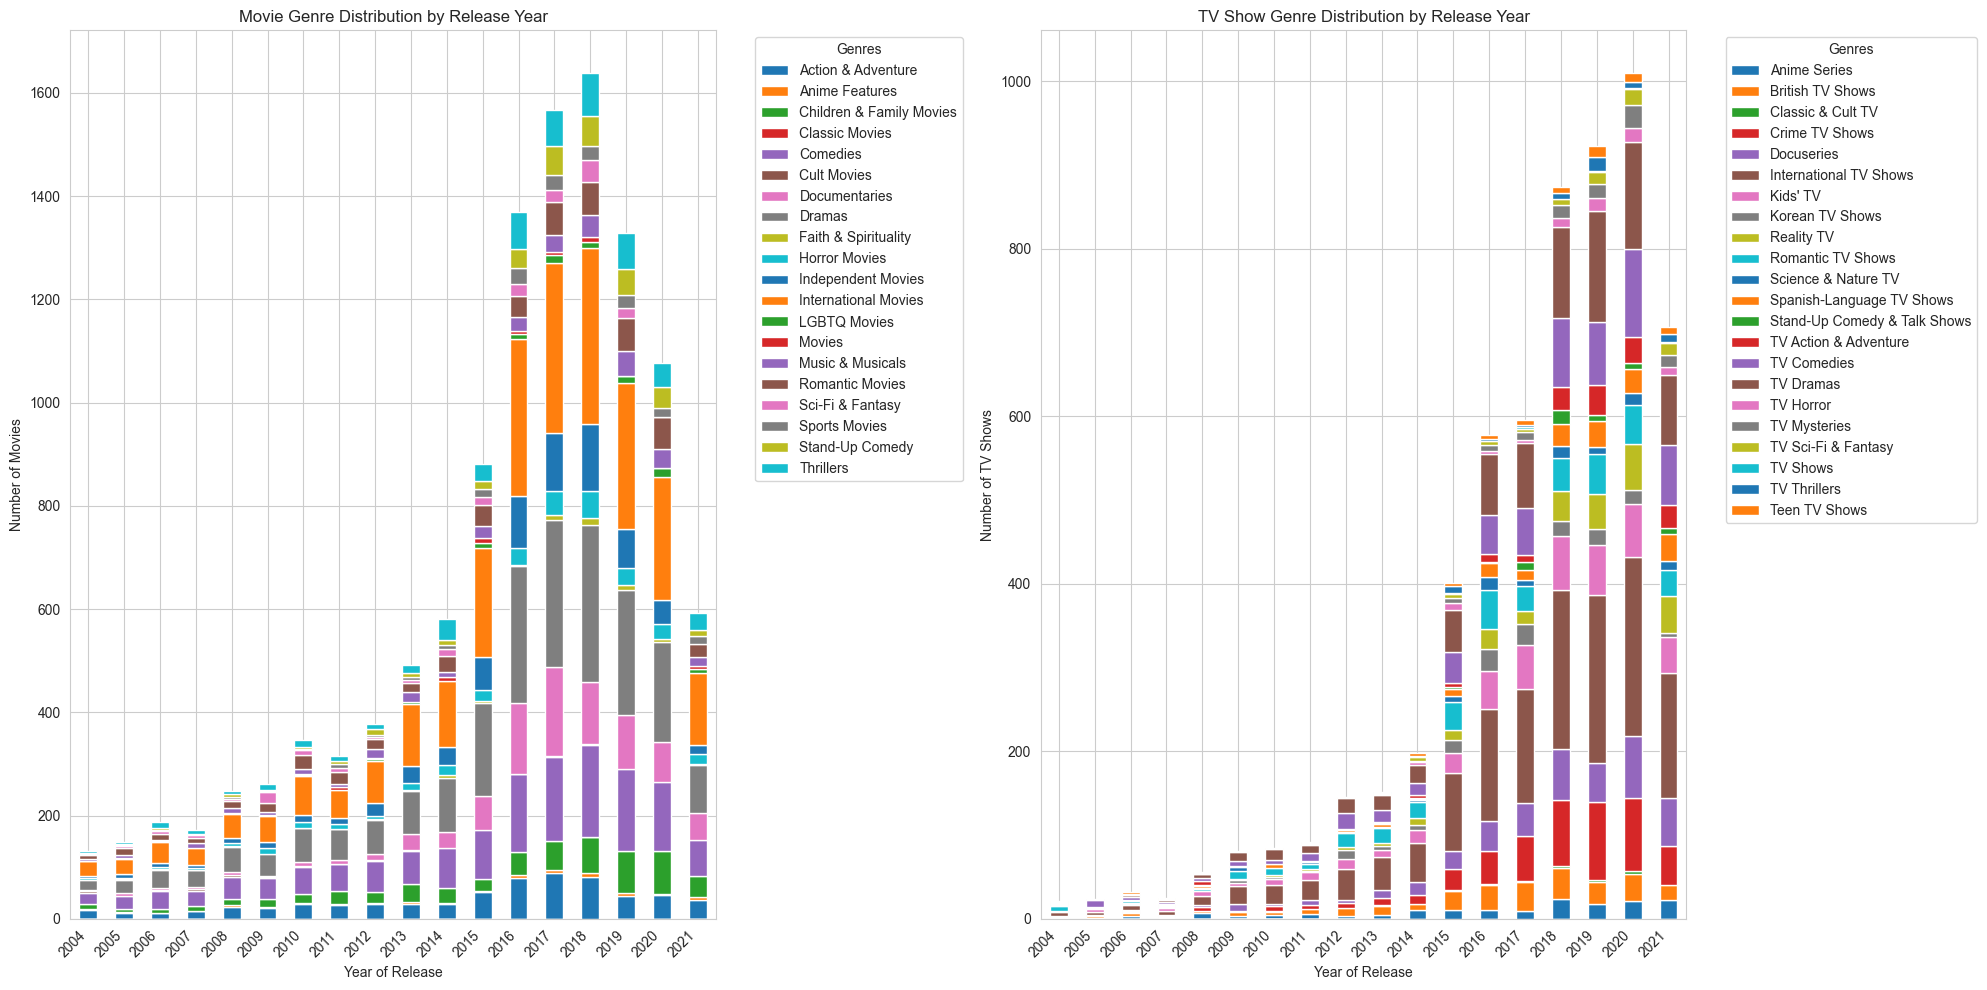 Movie Genre Distribution by Release Year
Number of Movies
1600
1400
1200
1000
800
600
400
200
0
2004
2005
2006
2007
2008
2009
2010
2011
2012
2013
2014
2015
2016
2017
2018
2019
2020
2021
Year of Release
Genres
Action & Adventure
Anime Features
Children & Family Movies
Classic Movies
Comedies
Cult Movies
Documentaries
Dramas
Faith & Spirituality
Horror Movies
Independent Movies
International Movies
LGBTQ Movies
Movies
Music & Musicals
Romantic Movies
Sci-Fi & Fantasy
Sports Movies
Stand-Up Comedy
Thrillers
TV Show Genre Distribution by Release Year
Number of TV Shows
1000
800
600
400
200
0
2004
2005
2006
2007
2008
2009
2010
2011
2012
2013
2014
2015
2016
2017
2018
2019
2020
2021
Year of Release
Genres
Anime Series
British TV Shows
Classic & Cult TV
Crime TV Shows
Docuseries
International TV Shows
Kids' TV
Korean TV Shows
Reality TV
Romantic TV Shows
Science & Nature TV
Spanish-Language TV Shows
Stand-Up Comedy & Talk Shows
TV Action & Adventure
TV Comedies
TV Dramas
TV Horror
TV Mysteries
TV Sci-Fi & Fantasy
TV Shows
TV Thrillers
Teen TV Shows